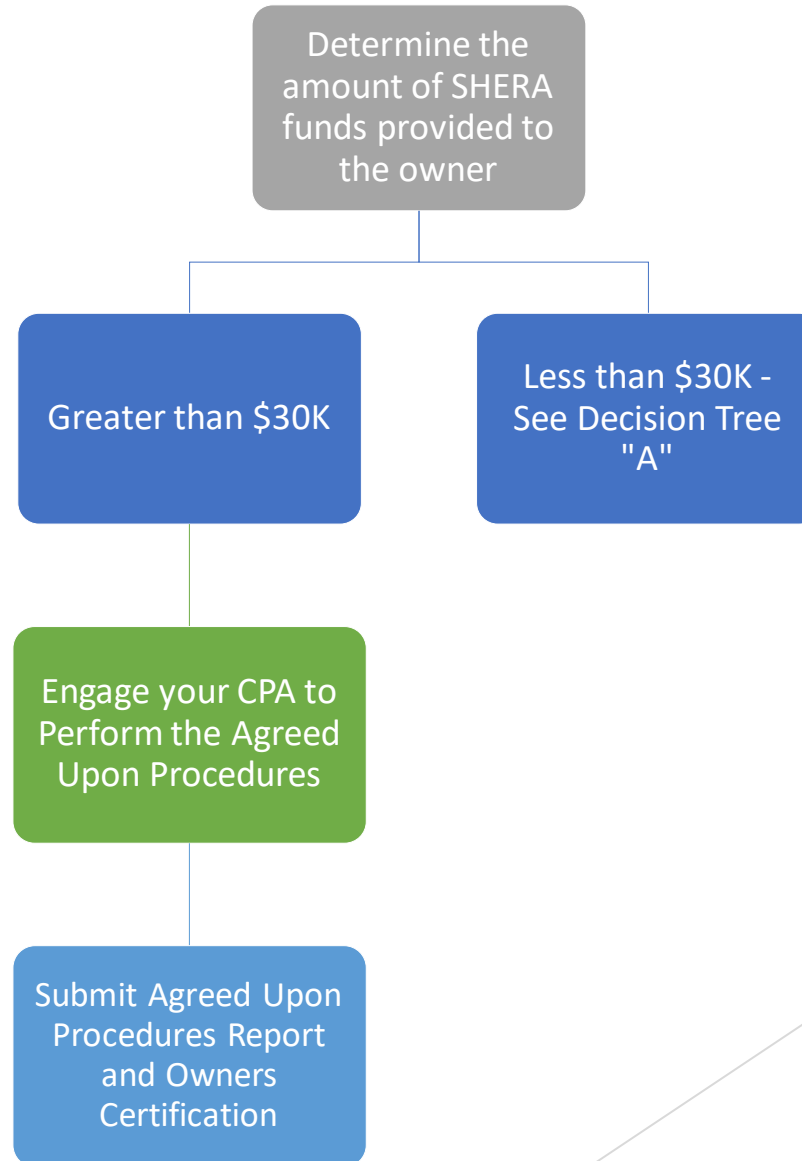 Determine the
amount of SHERA
funds provided to
the owner
Greater than $30K
Less than $30K -
See Decision Tree
"A"
Engage your CPA to
Perform the Agreed
Upon Procedures
Submit Agreed Upon
Procedures Report
and Owners
Certification